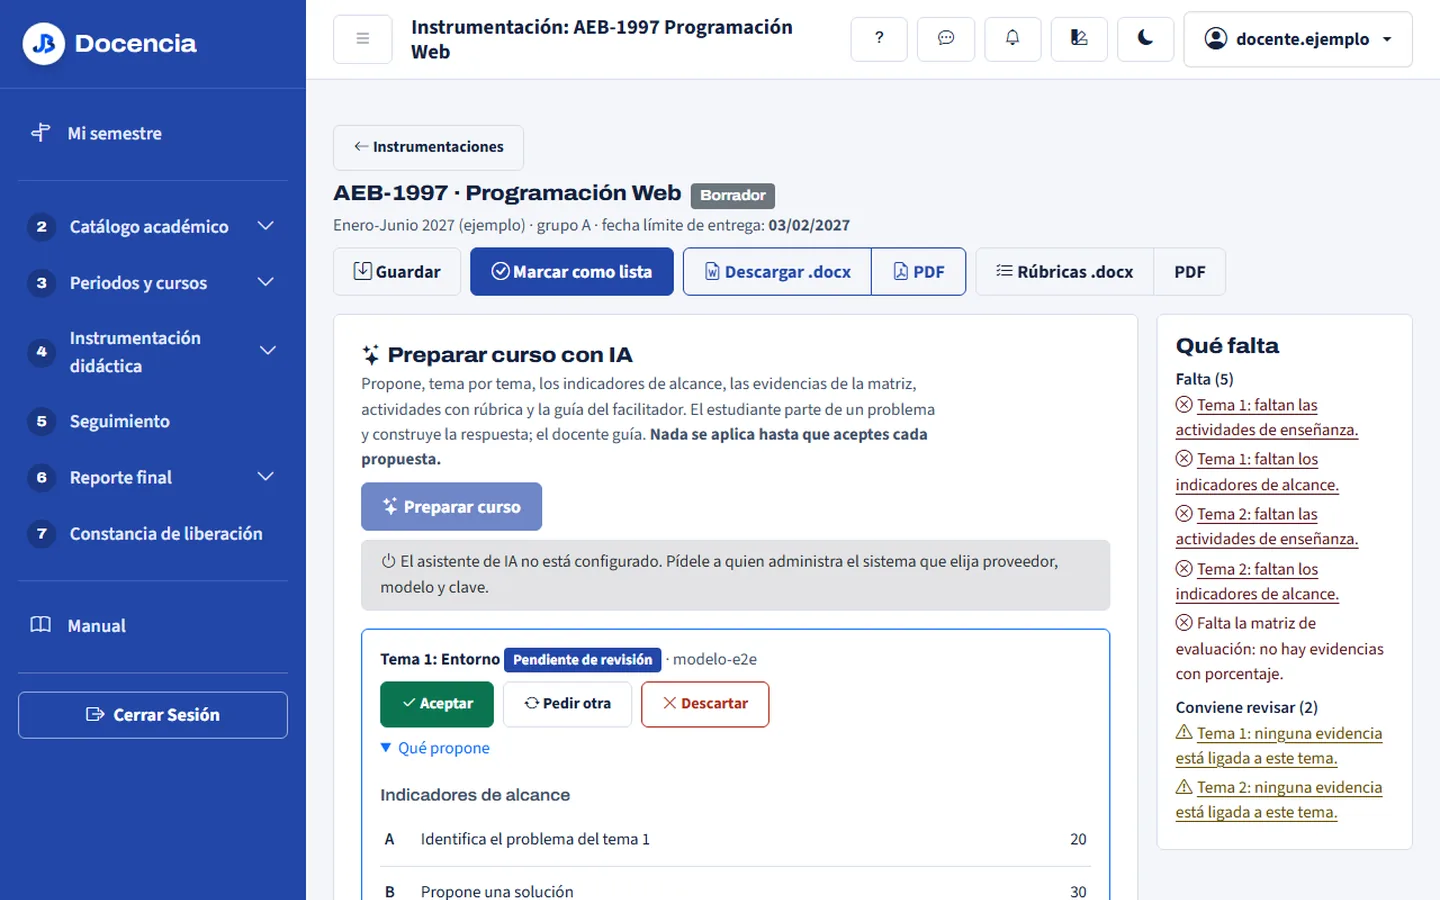 JB Docencia
Mi semestre
2 Catálogo académico
3 Periodos y cursos
4 Instrumentación
didáctica
5 Seguimiento
6 Reporte final
7 Constancia de liberación
Manual
Cerrar Sesión
Instrumentación: AEB-1997 Programación
Web
?
docente.ejemplo
← Instrumentaciones
AEB-1997 · Programación Web Borrador
Enero-Junio 2027 (ejemplo) · grupo A · fecha límite de entrega: 03/02/2027
Guardar
Marcar como lista
Descargar .docx
PDF
Rúbricas .docx
PDF
Preparar curso con IA
Propone, tema por tema, los indicadores de alcance, las evidencias de la matriz,
actividades con rúbrica y la guía del facilitador. El estudiante parte de un problema
y construye la respuesta; el docente guía. Nada se aplica hasta que aceptes cada
propuesta.
Preparar curso
El asistente de IA no está configurado. Pídele a quien administra el sistema que elija proveedor,
modelo y clave.
Tema 1: Entorno Pendiente de revisión · modelo-e2e
Aceptar
Pedir otra
Descartar
▼ Qué propone
Indicadores de alcance
A Identifica el problema del tema 1 20
B Propone una solución 30
Qué falta
Falta (5)
Tema 1: faltan las
actividades de enseñanza.
Tema 1: faltan los
indicadores de alcance.
Tema 2: faltan las
actividades de enseñanza.
Tema 2: faltan los
indicadores de alcance.
Falta la matriz de
evaluación: no hay evidencias
con porcentaje.
Conviene revisar (2)
Tema 1: ninguna evidencia
está ligada a este tema.
Tema 2: ninguna evidencia
está ligada a este tema.